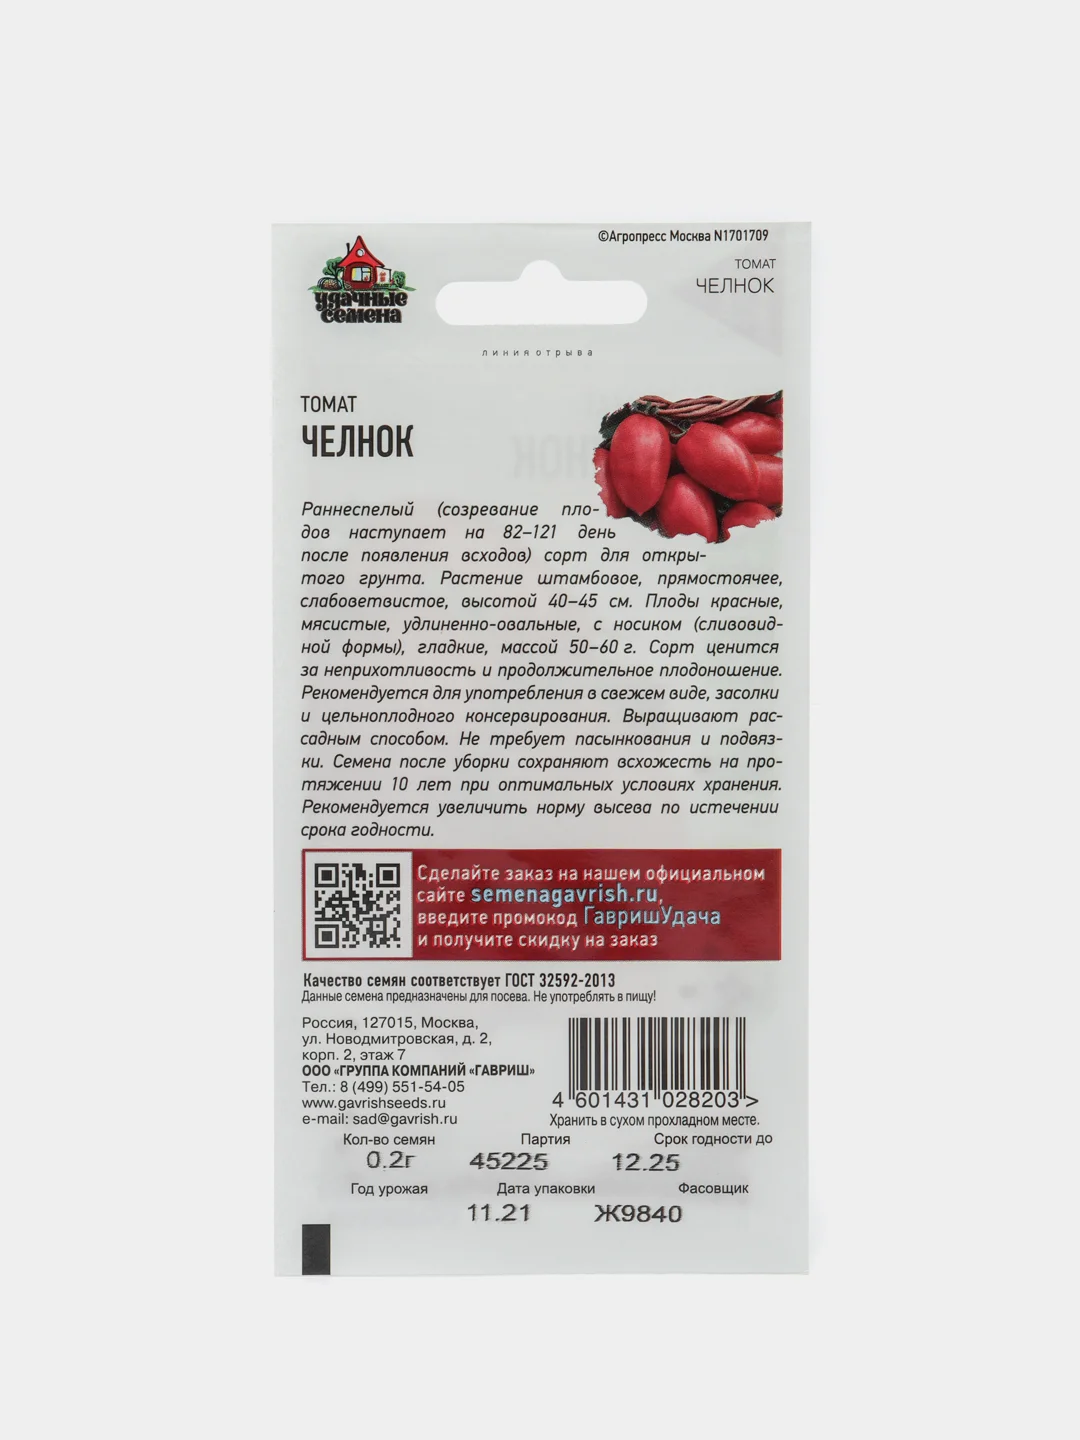 ©Агропресс Москва N1701709
удачные
семена
ТОМАТ
ЧЕЛНОК
линия отрыва
ТОМАТ
ЧЕЛНОК
Раннеспелый (созревание пло-
дов наступает на 82–121 день
после появления всходов) сорт для откры-
того грунта. Растение штамбовое, прямостоячее,
слабоветвистое, высотой 40–45 см. Плоды красные,
мясистые, удлиненно-овальные, с носиком (сливовид-
ной формы), гладкие, массой 50–60 г. Сорт ценится
за неприхотливость и продолжительное плодоношение.
Рекомендуется для употребления в свежем виде, засолки
и цельноплодного консервирования. Выращивают рас-
садным способом. Не требует пасынкования и подвяз-
ки. Семена после уборки сохраняют всхожесть на про-
тяжении 10 лет при оптимальных условиях хранения.
Рекомендуется увеличить норму высева по истечении
срока годности.
Сделайте заказ на нашем официальном
сайте semenagavrish.ru,
введите промокод ГавришУдача
и получите скидку на заказ
Качество семян соответствует ГОСТ 32592-2013
Данные семена предназначены для посева. Не употреблять в пищу!
Россия, 127015, Москва,
ул. Новодмитровская, д. 2,
корп. 2, этаж 7
ООО «ГРУППА КОМПАНИЙ «ГАВРИШ»
Тел.: 8 (499) 551-54-05
www.gavrishseeds.ru
e-mail: sad@gavrish.ru
4 601431 028203 >
Хранить в сухом прохладном месте.
Кол-во семян Партия Срок годности до
0.2г 45225 12.25
Год урожая Дата упаковки Фасовщик
11.21 Ж9840